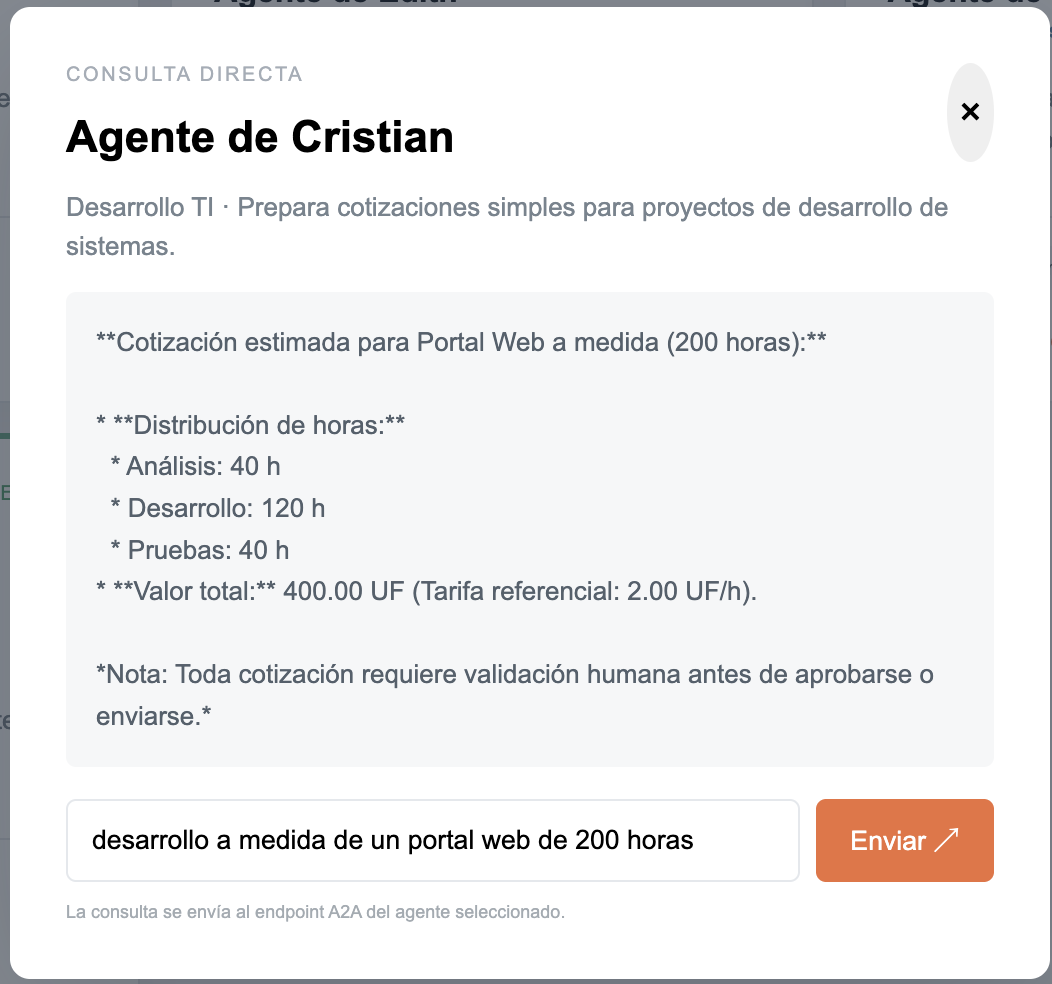 CONSULTA DIRECTA
Agente de Cristian
×
Desarrollo TI · Prepara cotizaciones simples para proyectos de desarrollo de
sistemas.
**Cotización estimada para Portal Web a medida (200 horas):**
* **Distribución de horas:**
* Análisis: 40 h
* Desarrollo: 120 h
* Pruebas: 40 h
* **Valor total:** 400.00 UF (Tarifa referencial: 2.00 UF/h).
*Nota: Toda cotización requiere validación humana antes de aprobarse o
enviarse.*
desarrollo a medida de un portal web de 200 horas
Enviar ↗
La consulta se envía al endpoint A2A del agente seleccionado.